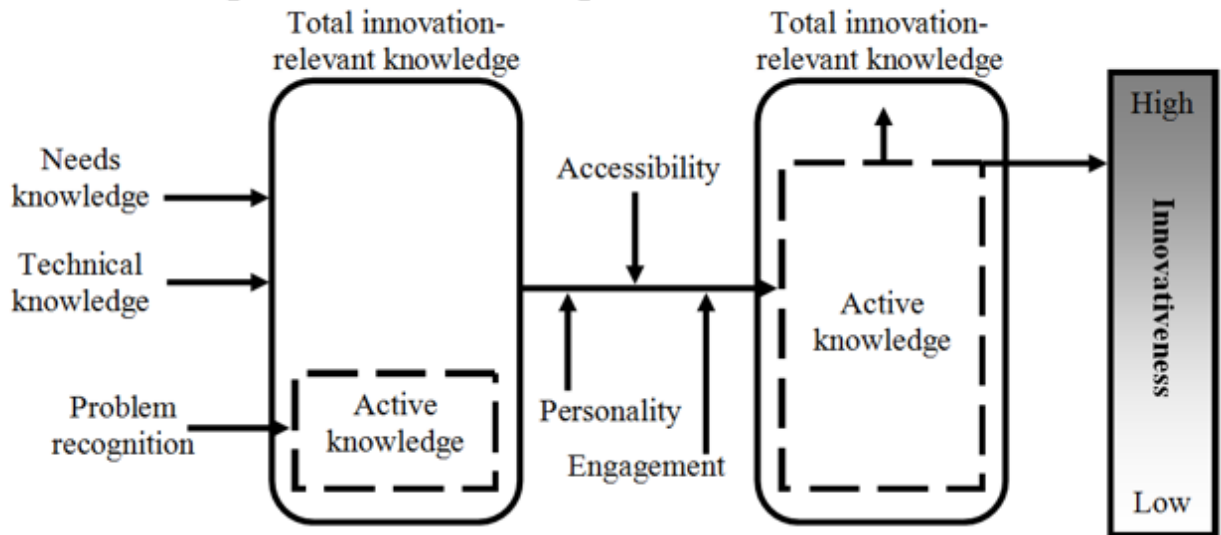 Total innovation-
relevant knowledge
Total innovation-
relevant knowledge
Needs
knowledge
Technical
knowledge
Problem
recognition
Active
knowledge
Accessibility
Personality
Engagement
Active
knowledge
High
Innovativeness
Low